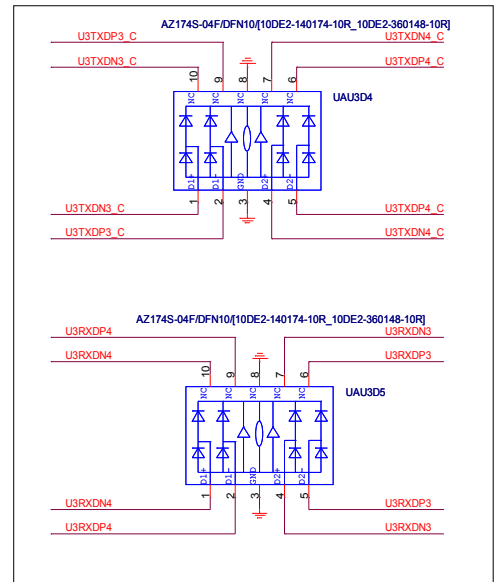 AZ174S-04F/DFN10/[10DE2-140174-10R_10DE2-360148-10R]
U3TXDP3_C U3TXDN4_C
U3TXDN3_C U3TXDP4_C
10 9 8 7 6
NC NC NC NC NC
UAU3D4
D1+ D1- GND D2+ D2-
1 2 3 4 5
U3TXDN3_C U3TXDP4_C
U3TXDP3_C U3TXDN4_C
AZ174S-04F/DFN10/[10DE2-140174-10R_10DE2-360148-10R]
U3RXDP4 U3RXDN3
U3RXDN4 U3RXDP3
10 9 8 7 6
NC NC NC NC NC
UAU3D5
D1+ D1- GND D2+ D2-
1 2 3 4 5
U3RXDN4 U3RXDP3
U3RXDP4 U3RXDN3